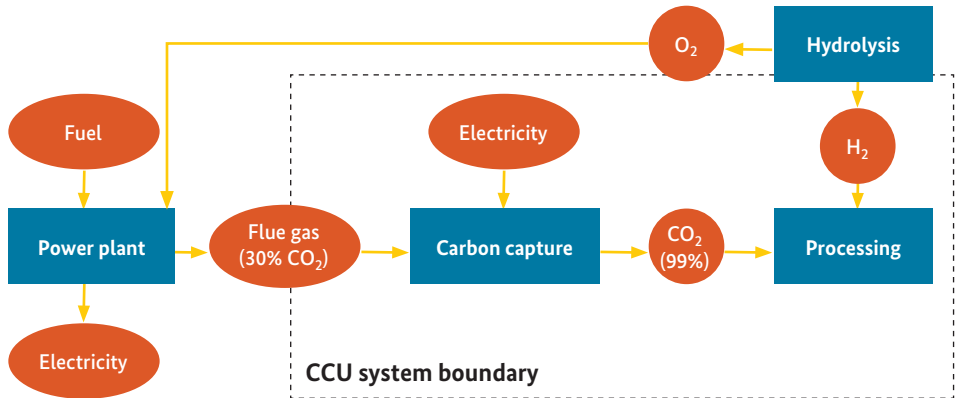 O₂
Hydrolysis
Fuel
Electricity
H₂
Power plant
Flue gas
(30% CO₂)
Carbon capture
CO₂
(99%)
Processing
Electricity
CCU system boundary